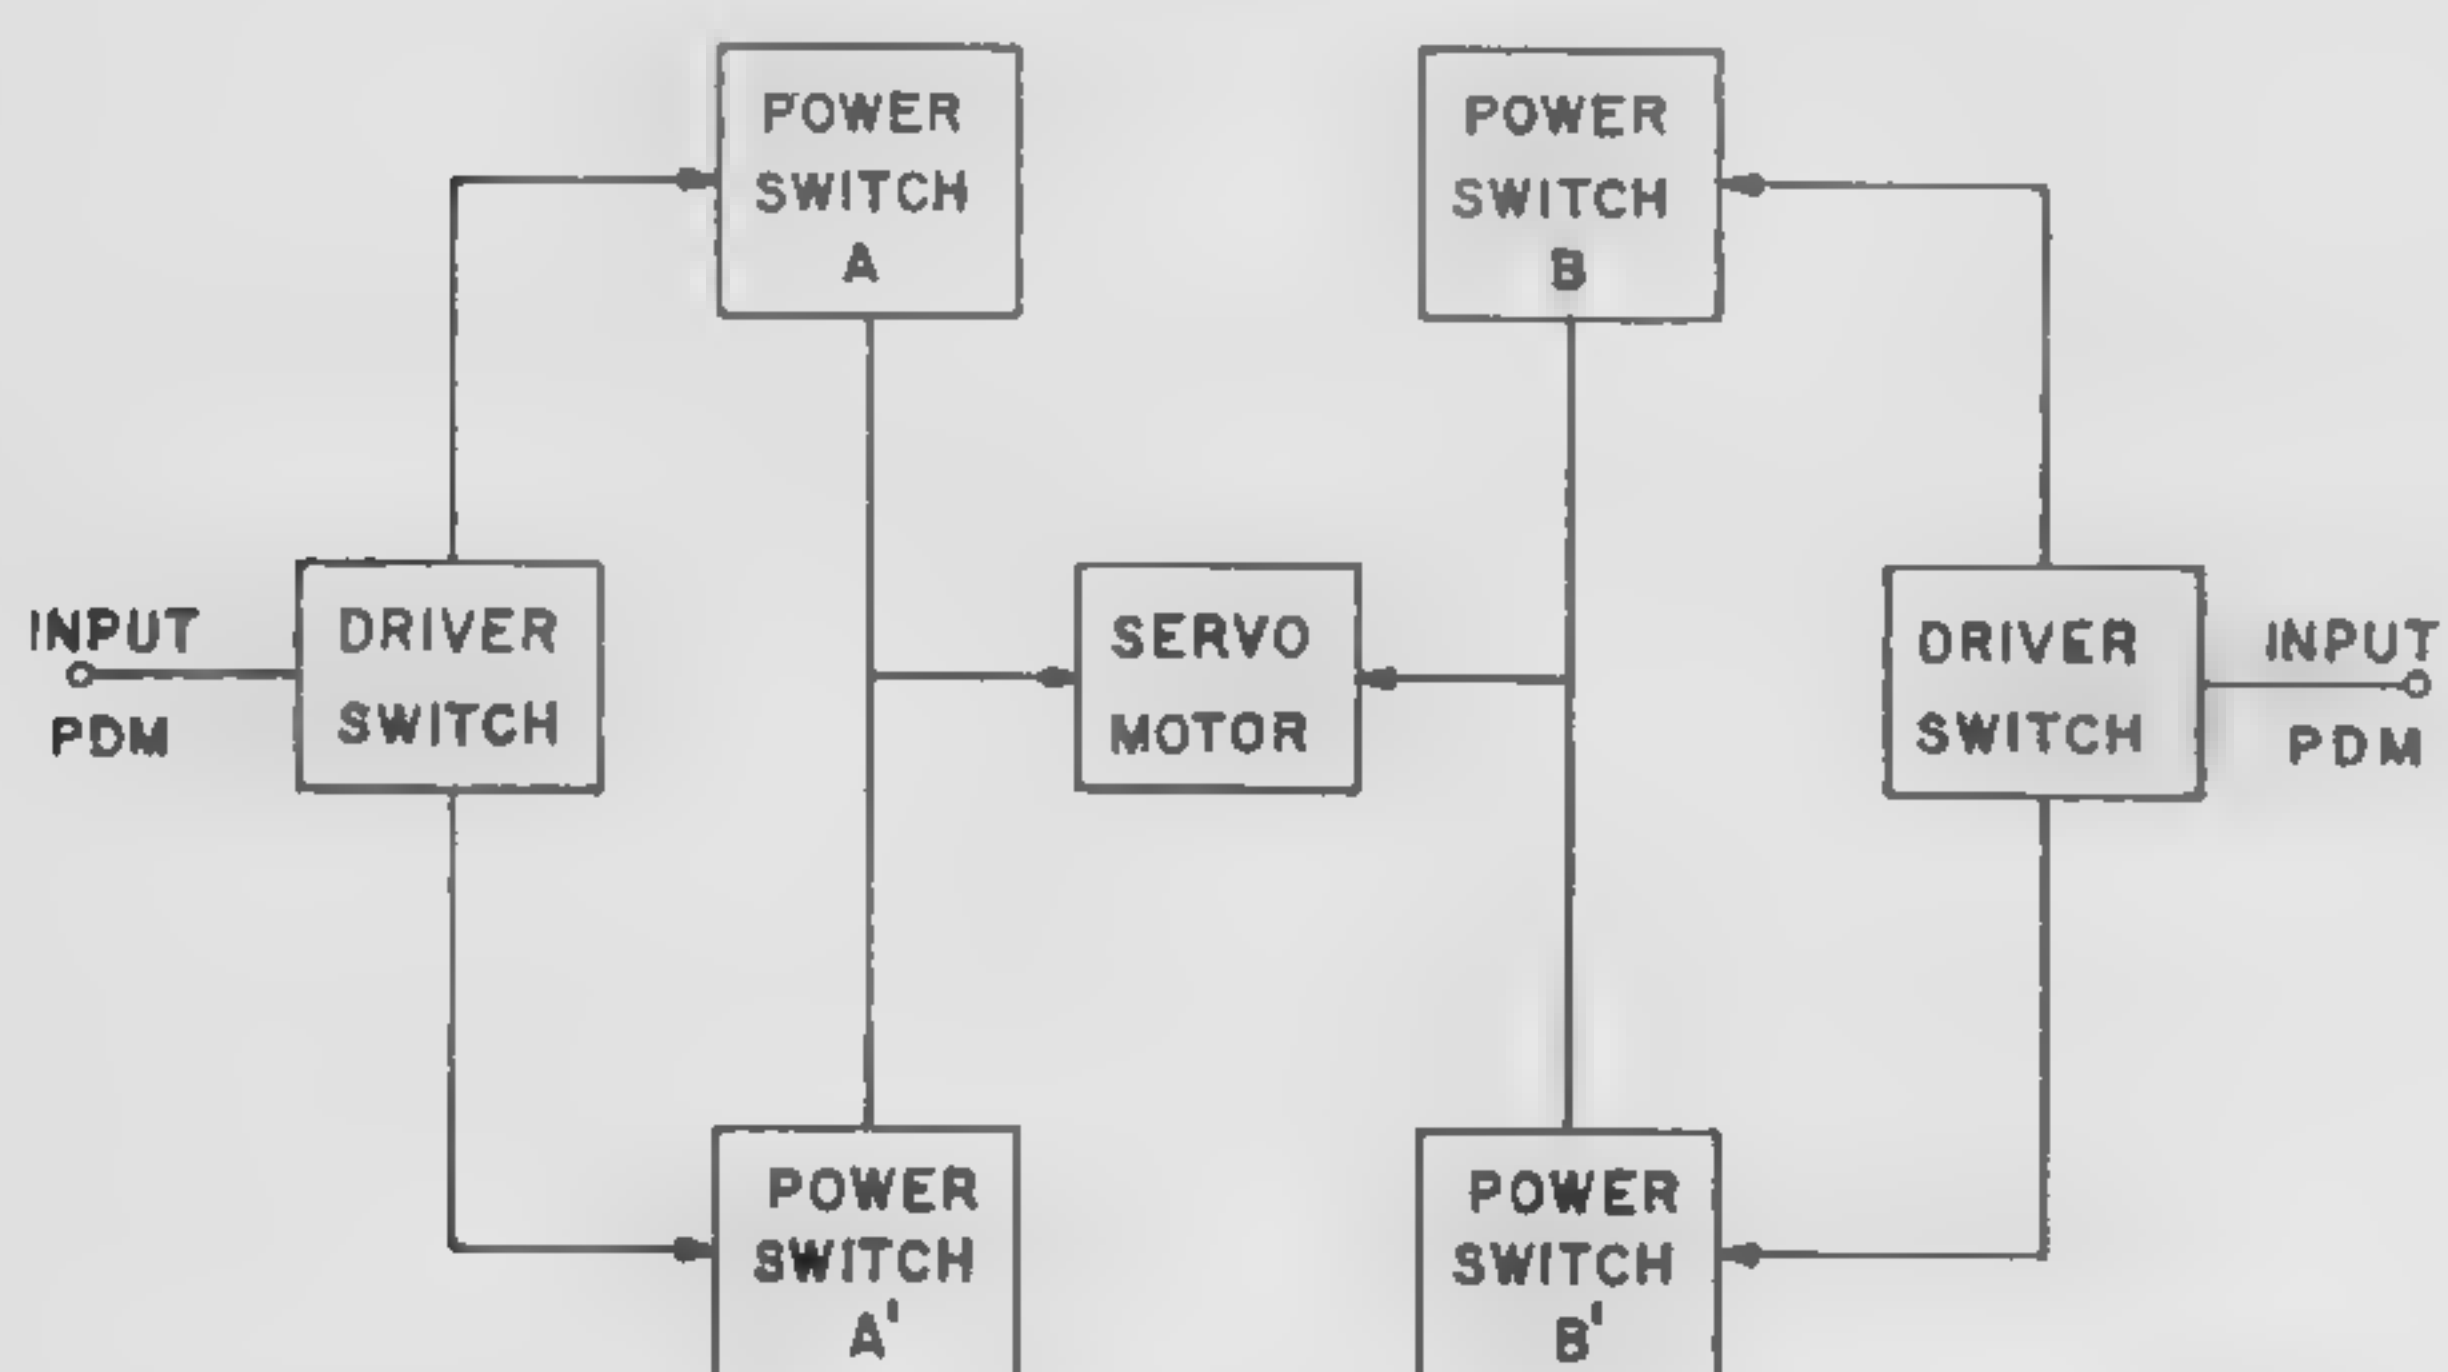 POWER
SWITCH
A
POWER
SWITCH
B
INPUT
PDM
DRIVER
SWITCH
SERVO
MOTOR
DRIVER
SWITCH
INPUT
PDM
POWER
SWITCH
A'
POWER
SWITCH
B'